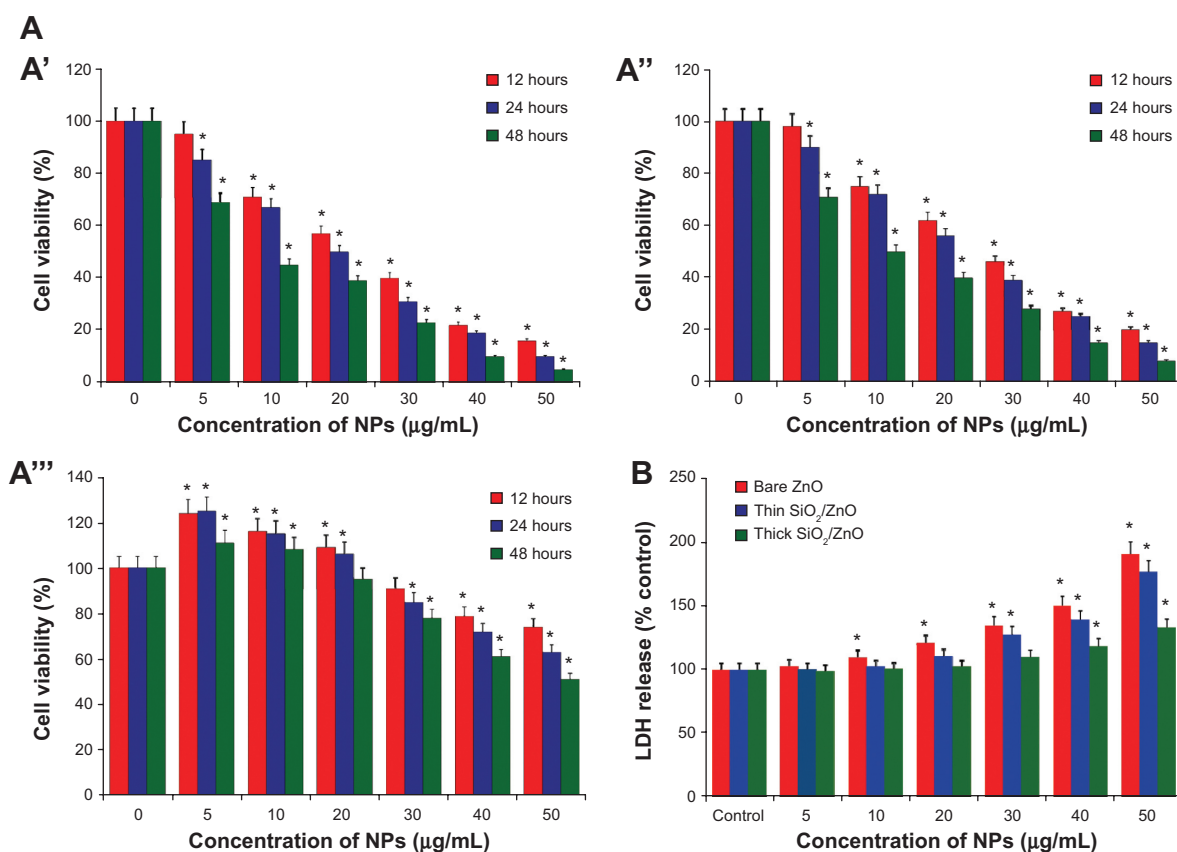 A
A'
120
100
80
60
40
20
0
Cell viability (%)
12 hours
24 hours
48 hours
* * * * * * * * * * * * * * * * *
0 5 10 20 30 40 50
Concentration of NPs (µg/mL)
A''
120
100
80
60
40
20
0
Cell viability (%)
12 hours
24 hours
48 hours
* * * * * * * * * * * * * * * * *
0 5 10 20 30 40 50
Concentration of NPs (µg/mL)
A'''
140
120
100
80
60
40
20
0
Cell viability (%)
12 hours
24 hours
48 hours
* * * * * * * * * * * * * * * *
0 5 10 20 30 40 50
Concentration of NPs (µg/mL)
B
250
200
150
100
50
0
LDH release (% control)
Bare ZnO
Thin SiO₂/ZnO
Thick SiO₂/ZnO
* * * * * * * * * *
Control 5 10 20 30 40 50
Concentration of NPs (µg/mL)